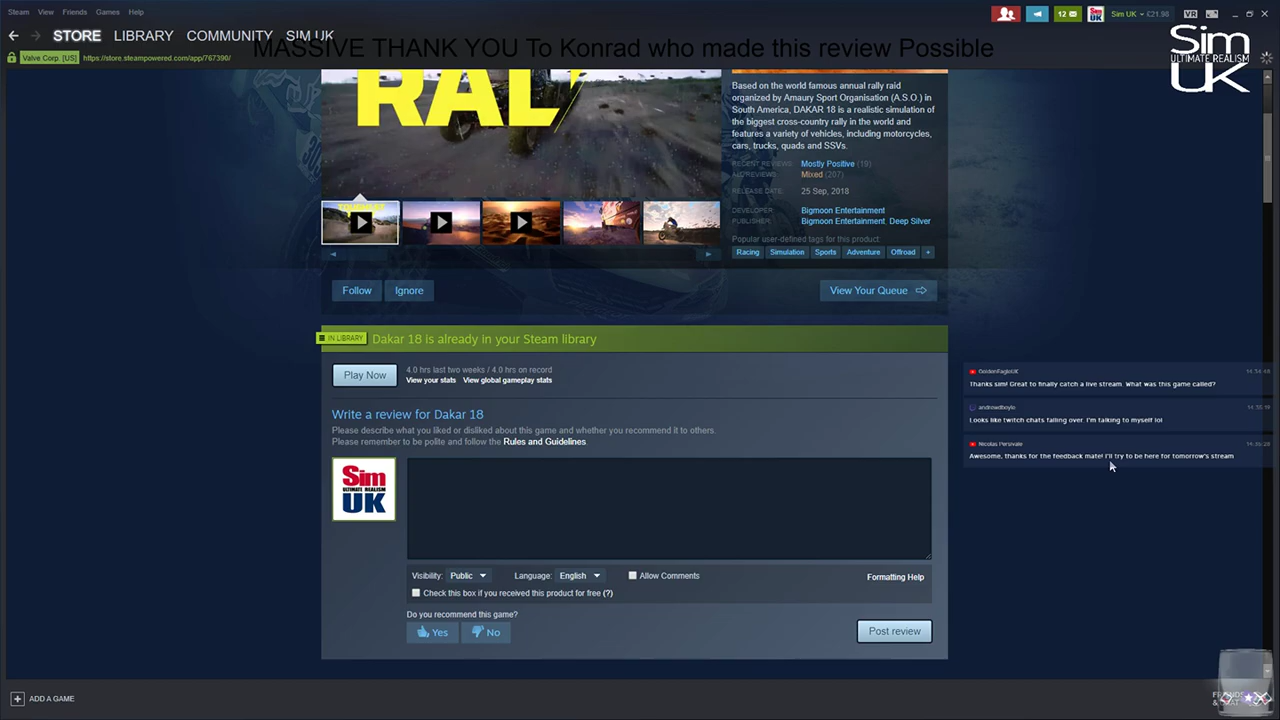 Steam View Friends Games Help
12 Sim UK £21.98 VR
STORE LIBRARY COMMUNITY SIM UK
MASSIVE THANK YOU To Konrad who made this review Possible
Sim
ULTIMATE REALISM
UK
Valve Corp. [US] https://store.steampowered.com/app/767390/
RAL
Based on the world famous annual rally raid
organized by Amaury Sport Organisation (A.S.O.) in
South America, DAKAR 18 is a realistic simulation of
the biggest cross-country rally in the world and
features a variety of vehicles, including motorcycles,
cars, trucks, quads and SSVs.
RECENT REVIEWS: Mostly Positive (19)
ALL REVIEWS: Mixed (207)
RELEASE DATE: 25 Sep, 2018
DEVELOPER: Bigmoon Entertainment
PUBLISHER: Bigmoon Entertainment, Deep Silver
Popular user-defined tags for this product:
Racing Simulation Sports Adventure Offroad +
Follow Ignore View Your Queue
IN LIBRARY Dakar 18 is already in your Steam library
Play Now
4.0 hrs last two weeks / 4.0 hrs on record
View your stats View global gameplay stats
Write a review for Dakar 18
Please describe what you liked or disliked about this game and whether you recommend it to others.
Please remember to be polite and follow the Rules and Guidelines.
Sim
ULTIMATE REALISM
UK
Visibility: Public Language: English Allow Comments Formatting Help
Check this box if you received this product for free (?)
Do you recommend this game?
Yes No Post review
GoldenEagleUK
Thanks sim! Great to finally catch a live stream. What was this game called?
andrewdboyle
Looks like twitch chats falling over. I'm talking to myself lol
Nicolas Persivale
Awesome, thanks for the feedback mate! I'll try to be here for tomorrow's stream
+ ADD A GAME